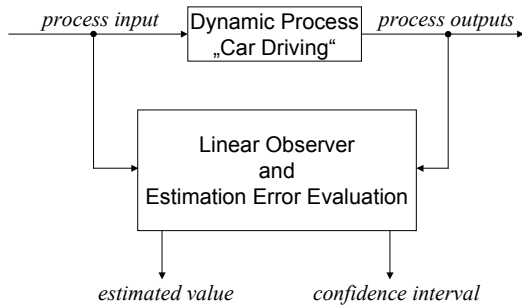 process input
Dynamic Process
„Car Driving“
process outputs
Linear Observer
and
Estimation Error Evaluation
estimated value
confidence interval